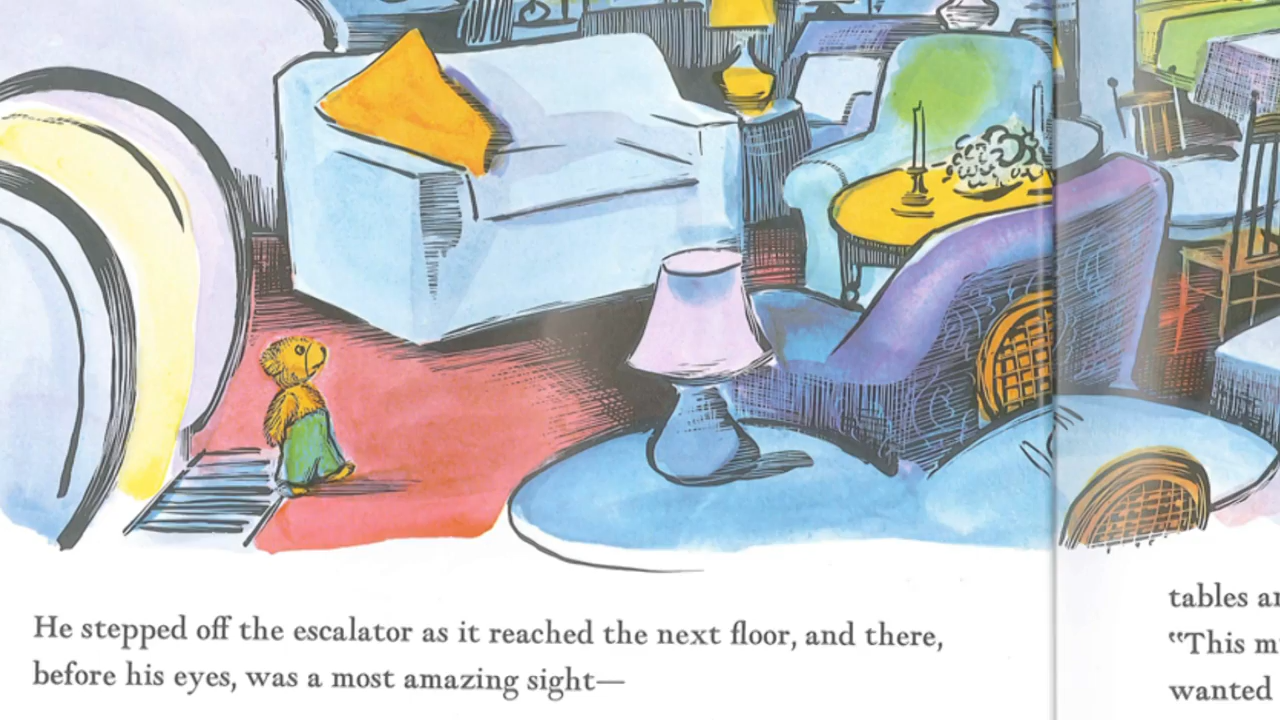 He stepped off the escalator as it reached the next floor, and there,
before his eyes, was a most amazing sight—
tables
“This
wanted